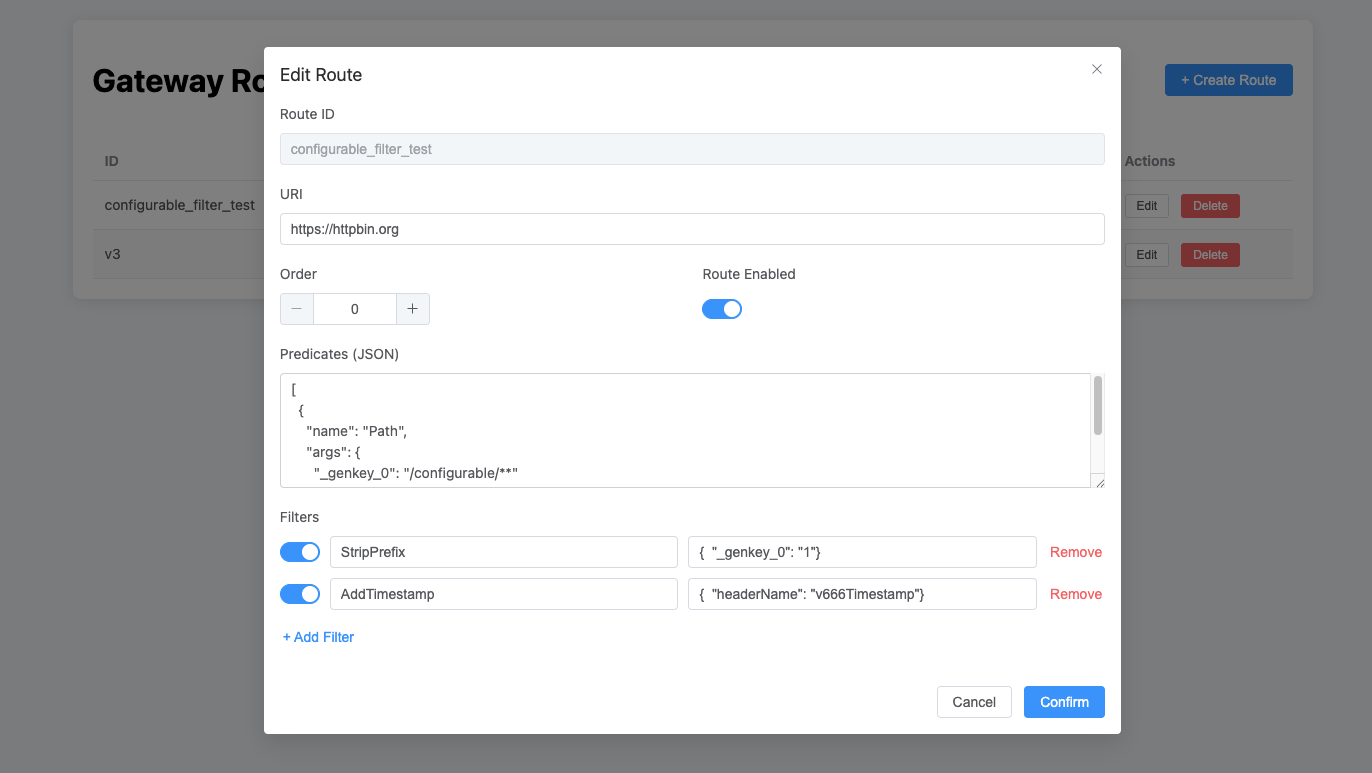 Gateway Ro
+ Create Route
ID
Actions
configurable_filter_test
Edit
Delete
v3
Edit
Delete
Edit Route
Route ID
configurable_filter_test
URI
https://httpbin.org
Order
Route Enabled
− 0 +
Predicates (JSON)
[
{
"name": "Path",
"args": {
"_genkey_0": "/configurable/**"
Filters
StripPrefix
{  "_genkey_0": "1"}
Remove
AddTimestamp
{  "headerName": "v666Timestamp"}
Remove
+ Add Filter
Cancel
Confirm